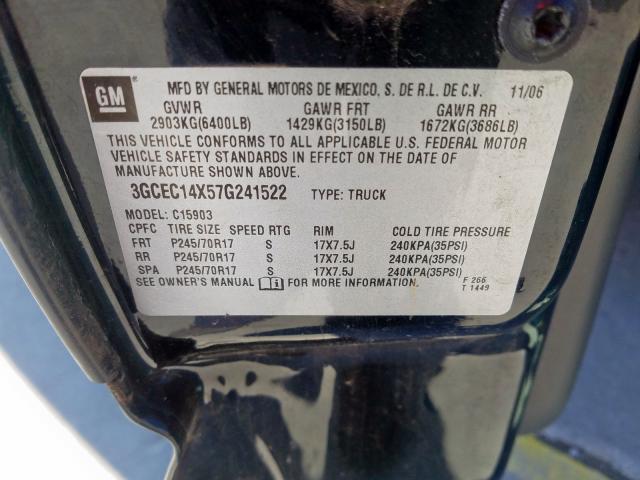 GM ® MFD BY GENERAL MOTORS DE MEXICO, S. DE R.L. DE C.V. 11/06
GVWR GAWR FRT GAWR RR
2903KG(6400LB) 1429KG(3150LB) 1672KG(3686LB)
THIS VEHICLE CONFORMS TO ALL APPLICABLE U.S. FEDERAL MOTOR
VEHICLE SAFETY STANDARDS IN EFFECT ON THE DATE OF
MANUFACTURE SHOWN ABOVE.
3GCEC14X57G241522 TYPE: TRUCK
MODEL: C15903
CPFC TIRE SIZE SPEED RTG RIM COLD TIRE PRESSURE
FRT P245/70R17 S 17X7.5J 240KPA(35PSI)
RR P245/70R17 S 17X7.5J 240KPA(35PSI)
SPA P245/70R17 S 17X7.5J 240KPA(35PSI)
SEE OWNER'S MANUAL FOR MORE INFORMATION. F 266
T 1449